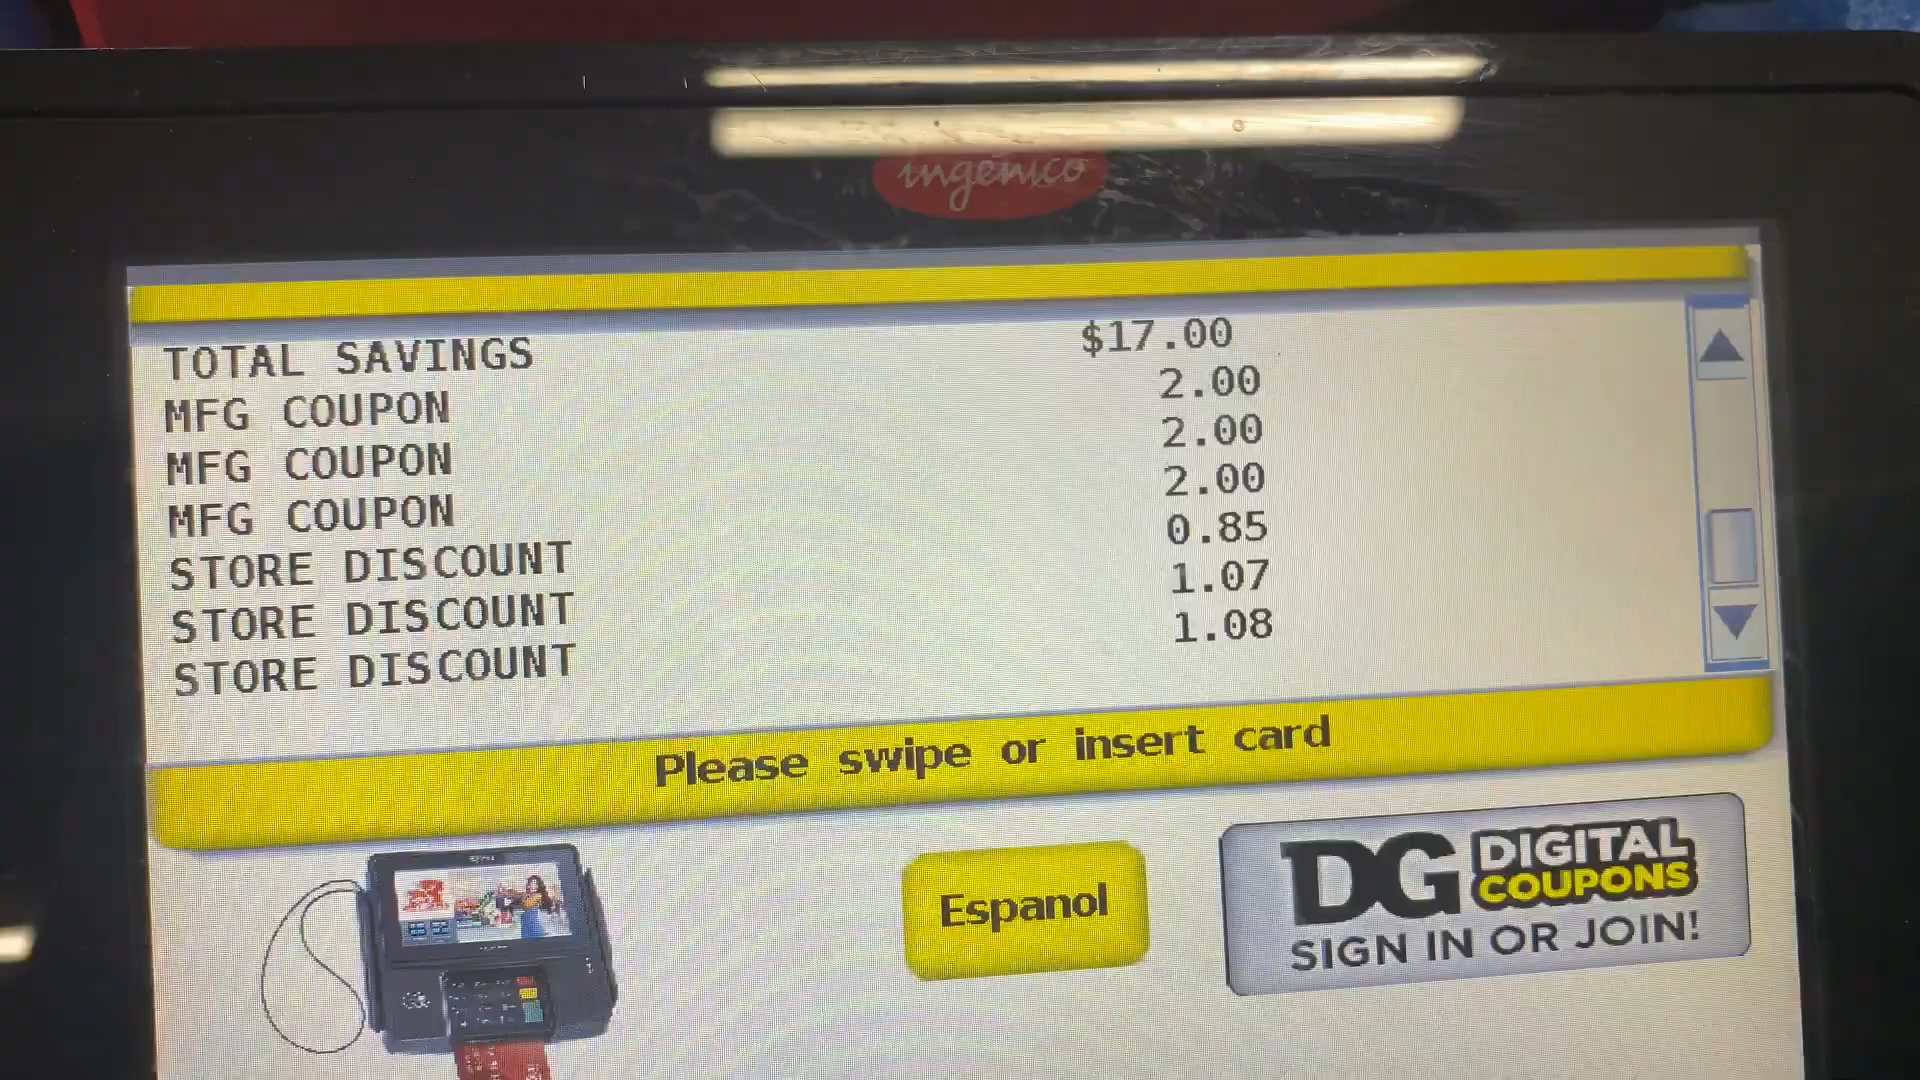 ingenico
TOTAL SAVINGS $17.00
MFG COUPON 2.00
MFG COUPON 2.00
MFG COUPON 2.00
STORE DISCOUNT 0.85
STORE DISCOUNT 1.07
STORE DISCOUNT 1.08
Please swipe or insert card
Espanol
DG DIGITAL
COUPONS
SIGN IN OR JOIN!